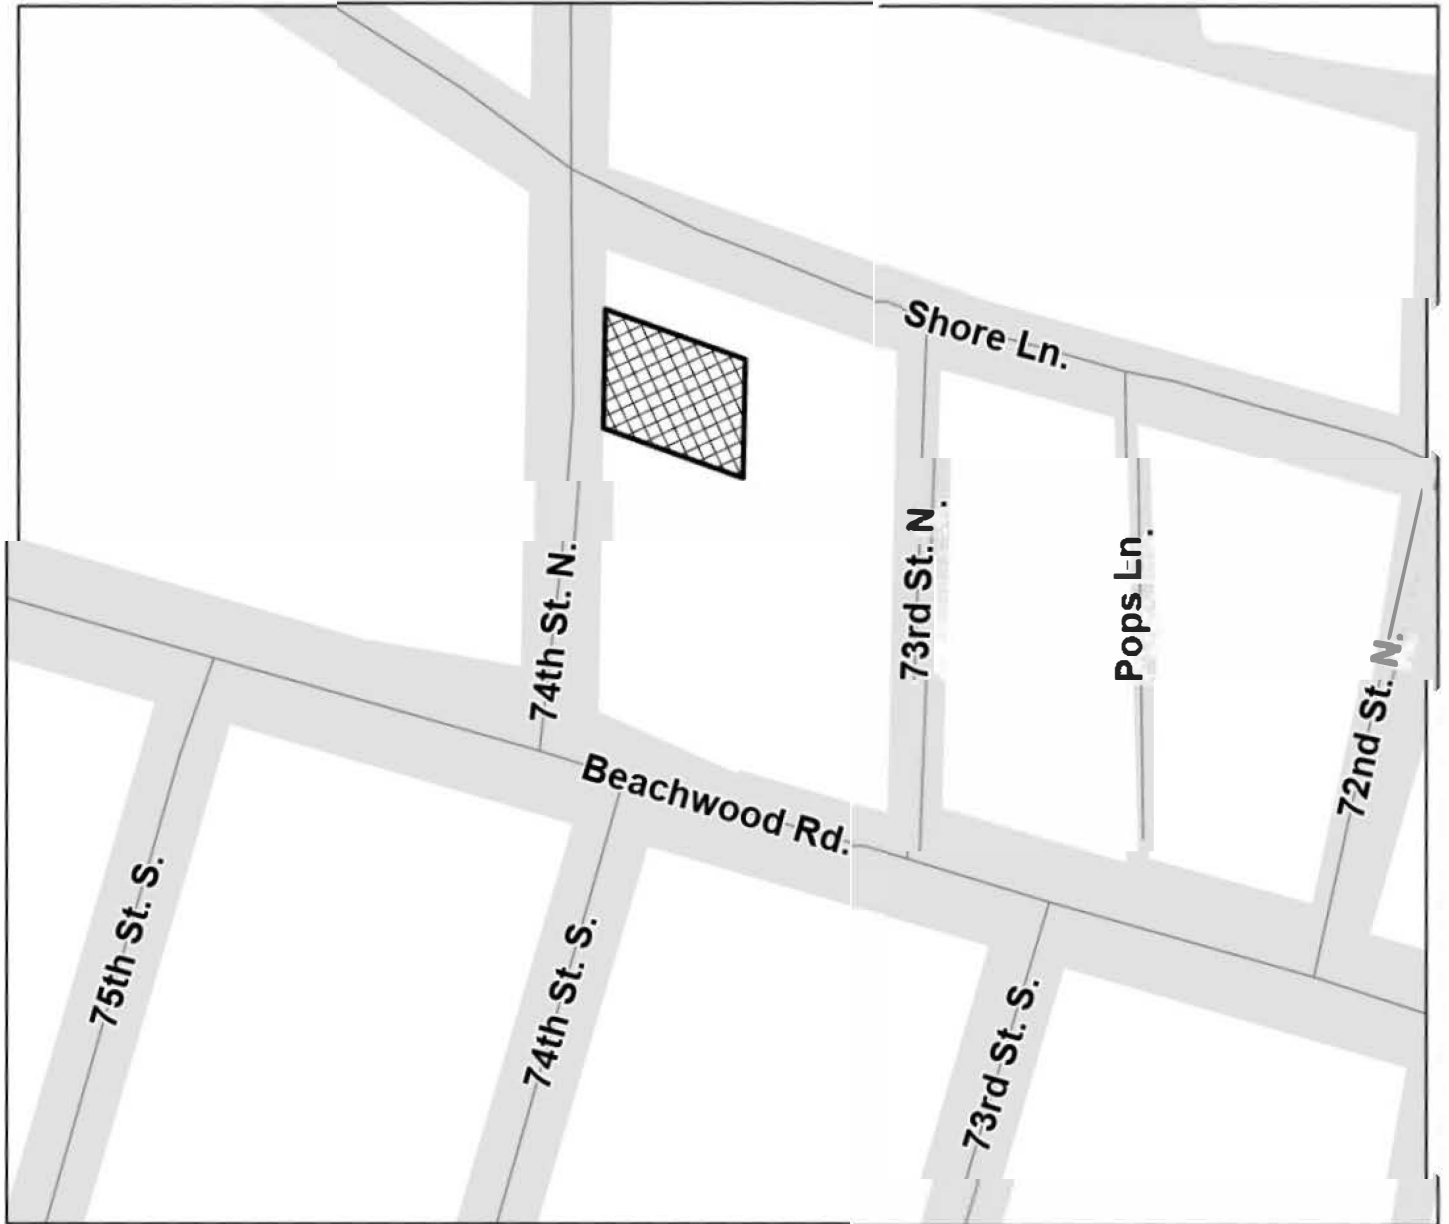 Shore Ln.
73rd St. N.
Pops Ln.
74th St. N.
72nd St. N.
Beachwood Rd.
75th St. S.
74th St. S.
73rd St. S.